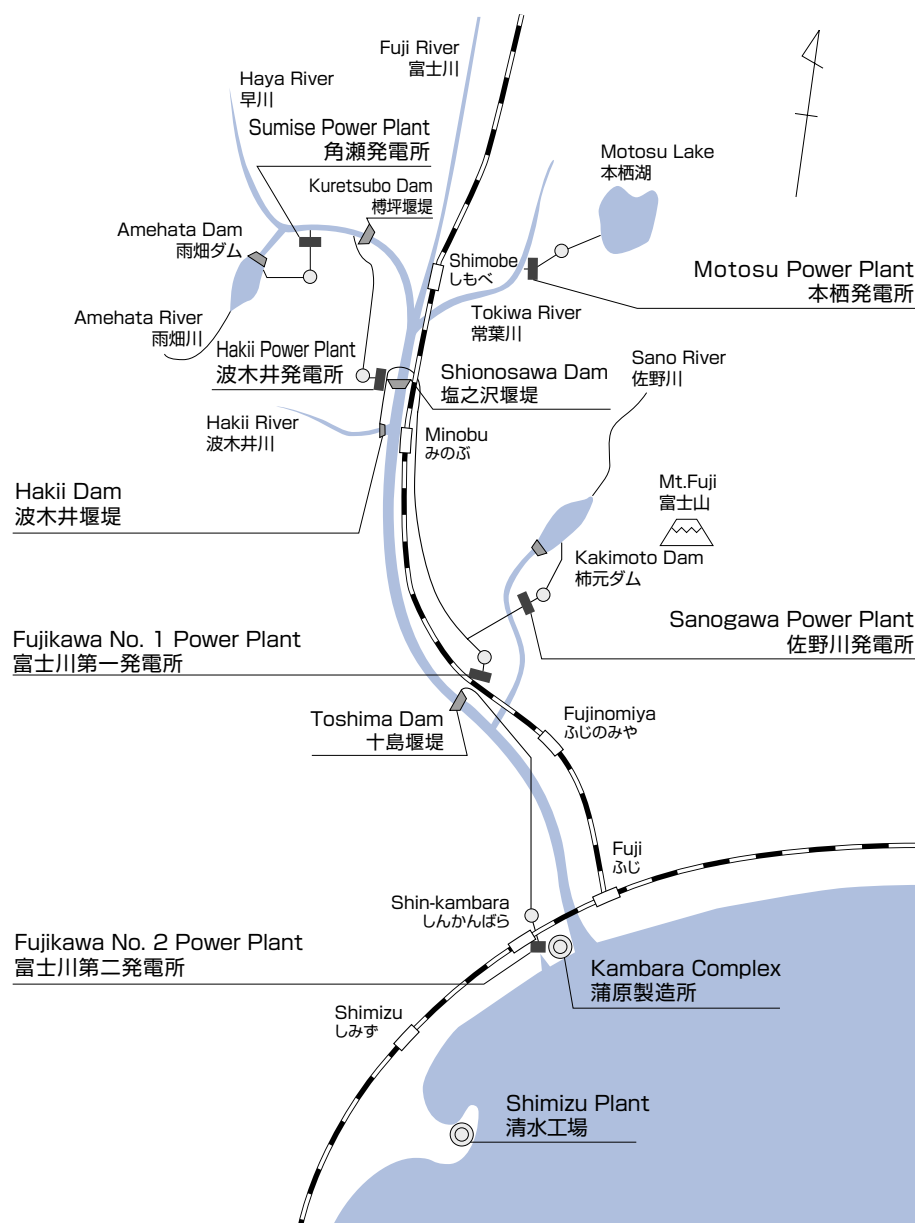 Fuji River
富士川
Haya River
早川
Sumise Power Plant
角瀬発電所
Kuretsubo Dam
樽坪堰堤
Motosu Lake
本栖湖
Amehata Dam
雨畑ダム
Shimobe
しもべ
Motosu Power Plant
本栖発電所
Amehata River
雨畑川
Tokiwa River
常葉川
Hakii Power Plant
波木井発電所
Shionosawa Dam
塩之沢堰堤
Sano River
佐野川
Hakii River
波木井川
Minobu
みのぶ
Hakii Dam
波木井堰堤
Mt.Fuji
富士山
Kakimoto Dam
柿元ダム
Sanogawa Power Plant
佐野川発電所
Fujikawa No. 1 Power Plant
富士川第一発電所
Toshima Dam
十島堰堤
Fujinomiya
ふじのみや
Fuji
ふじ
Shin-kambara
しんかんばら
Fujikawa No. 2 Power Plant
富士川第二発電所
Kambara Complex
蒲原製造所
Shimizu
しみず
Shimizu Plant
清水工場